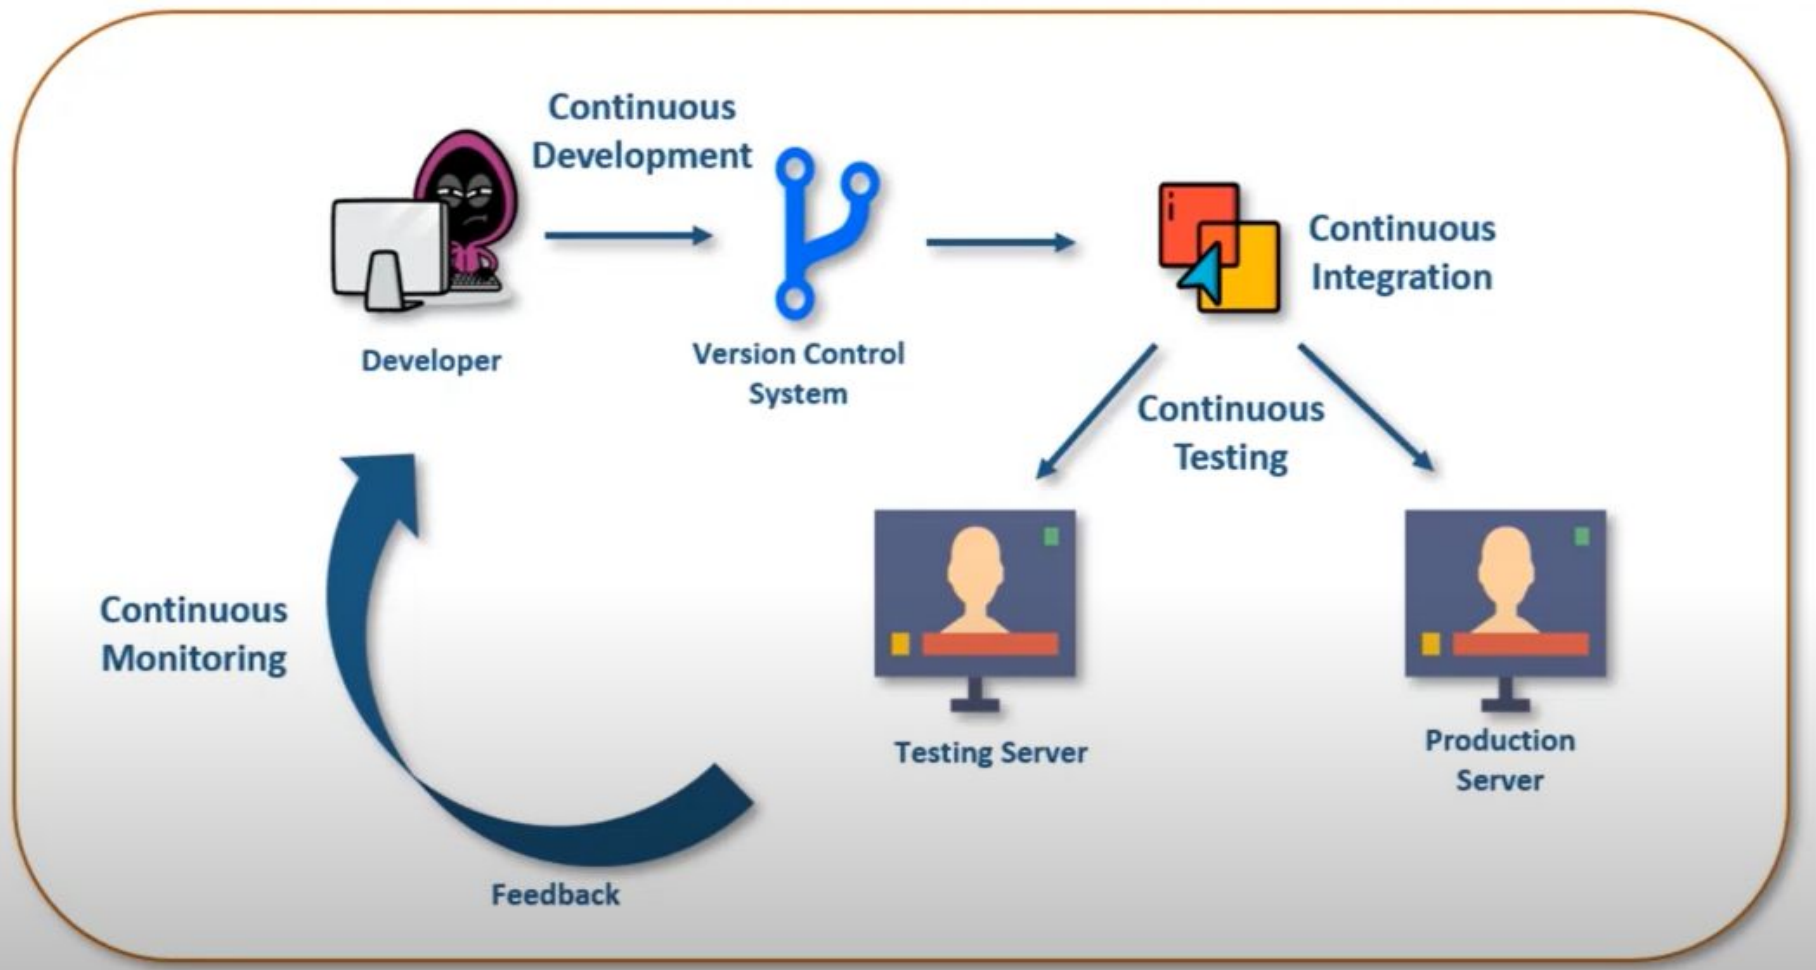 Continuous
Development
Developer
Version Control
System
Continuous
Integration
Continuous
Testing
Testing Server
Production
Server
Continuous
Monitoring
Feedback